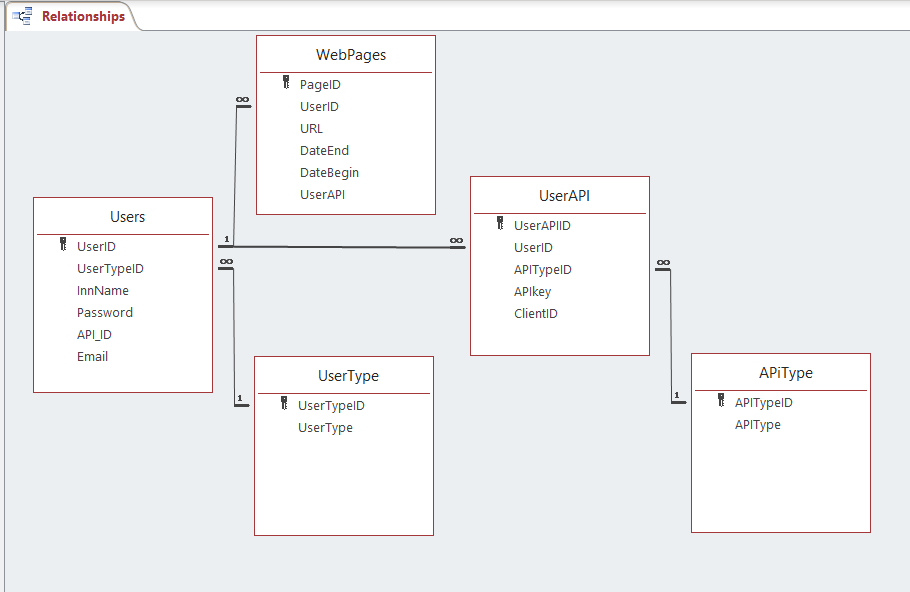 Relationships
WebPages
PageID
UserID
URL
DateEnd
DateBegin
UserAPI
Users
UserID
UserTypeID
InnName
Password
API_ID
Email
UserAPI
UserAPIID
UserID
APITypeID
APIkey
ClientID
UserType
UserTypeID
UserType
APiType
APITypeID
APIType
∞
1
∞
∞
1
∞
1